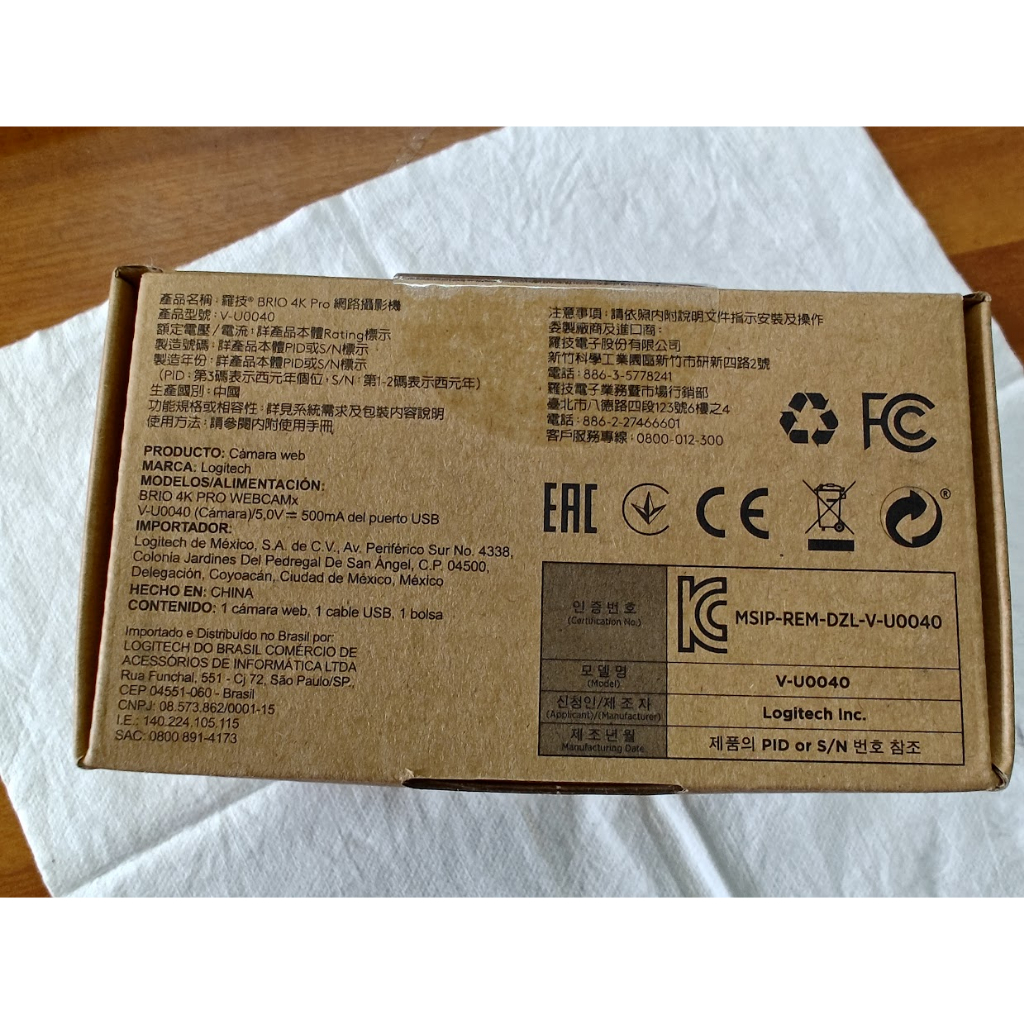 產品名稱：羅技® BRIO 4K Pro 網路攝影機
產品型號：V-U0040
額定電壓／電流：詳產品本體Rating標示
製造號碼：詳產品本體PID或S/N標示
製造年份：詳產品本體PID或S/N標示
（PID：第3碼表示西元年個位，S/N：第1-2碼表示西元年）
生產國別：中國
功能規格或相容性：詳見系統需求及包裝內容說明
使用方法：請參閱內附使用手冊
PRODUCTO: Cámara web
MARCA: Logitech
MODELOS/ALIMENTACIÓN:
BRIO 4K PRO WEBCAMx
V-U0040 (Cámara)/5,0V⎓ 500mA del puerto USB
IMPORTADOR:
Logitech de México, S.A. de C.V., Av. Periférico Sur No. 4338,
Colonia Jardines Del Pedregal De San Ángel, C.P. 04500,
Delegación, Coyoacán, Ciudad de México, México
HECHO EN: CHINA
CONTENIDO: 1 cámara web, 1 cable USB, 1 bolsa
Importado e Distribuído no Brasil por:
LOGITECH DO BRASIL COMÉRCIO DE
ACESSÓRIOS DE INFORMÁTICA LTDA
Rua Funchal, 551 - Cj 72, São Paulo/SP,
CEP 04551-060 - Brasil
CNPJ: 08.573.862/0001-15
I.E.: 140.224.105.115
SAC: 0800 891-4173
注意事項：請依照內附說明文件指示安裝及操作
委製廠商及進口商：
羅技電子股份有限公司
新竹科學工業園區新竹市研新四路2號
電話：886-3-5778241
羅技電子業務暨市場行銷部
臺北市八德路四段123號6樓之4
電話：886-2-27466601
客戶服務專線：0800-012-300
FCC
EAC CE ®
인증번호 (Certification No.) KC MSIP-REM-DZL-V-U0040
모델명 (Model) V-U0040
신청인/제조자 (Applicant)/(Manufacturer) Logitech Inc.
제조년월 Manufacturing Date 제품의 PID or S/N 번호 참조